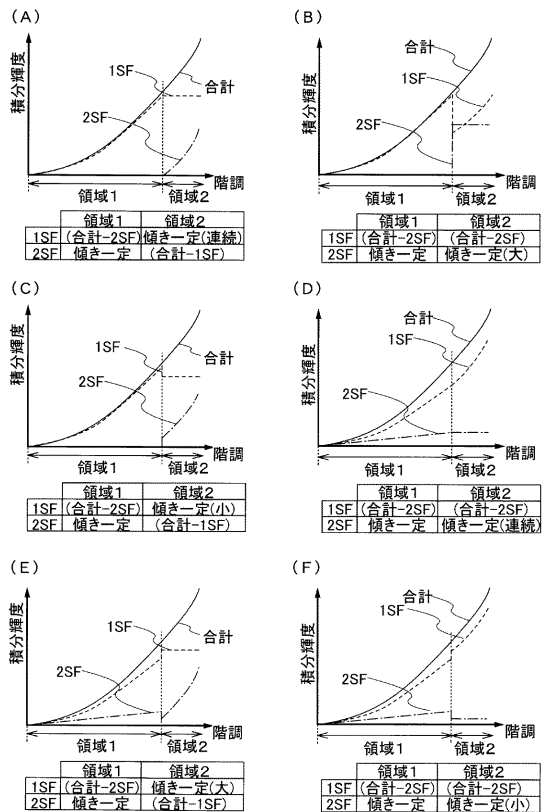 (A)
積分輝度
1SF
合計
2SF
階調
領域1 領域2
領域1 領域2
1SF (合計-2SF) 傾き一定(連続)
2SF 傾き一定 (合計-1SF)
(B)
積分輝度
合計
1SF
2SF
階調
領域1 領域2
領域1 領域2
1SF (合計-2SF) (合計-2SF)
2SF 傾き一定 傾き一定(大)
(C)
積分輝度
1SF
合計
2SF
階調
領域1 領域2
領域1 領域2
1SF (合計-2SF) 傾き一定(小)
2SF 傾き一定 (合計-1SF)
(D)
積分輝度
合計
1SF
2SF
階調
領域1 領域2
領域1 領域2
1SF (合計-2SF) (合計-2SF)
2SF 傾き一定 傾き一定(連続)
(E)
積分輝度
1SF
合計
2SF
階調
領域1 領域2
領域1 領域2
1SF (合計-2SF) 傾き一定(大)
2SF 傾き一定 (合計-1SF)
(F)
積分輝度
合計
1SF
2SF
階調
領域1 領域2
領域1 領域2
1SF (合計-2SF) (合計-2SF)
2SF 傾き一定 傾き一定(小)